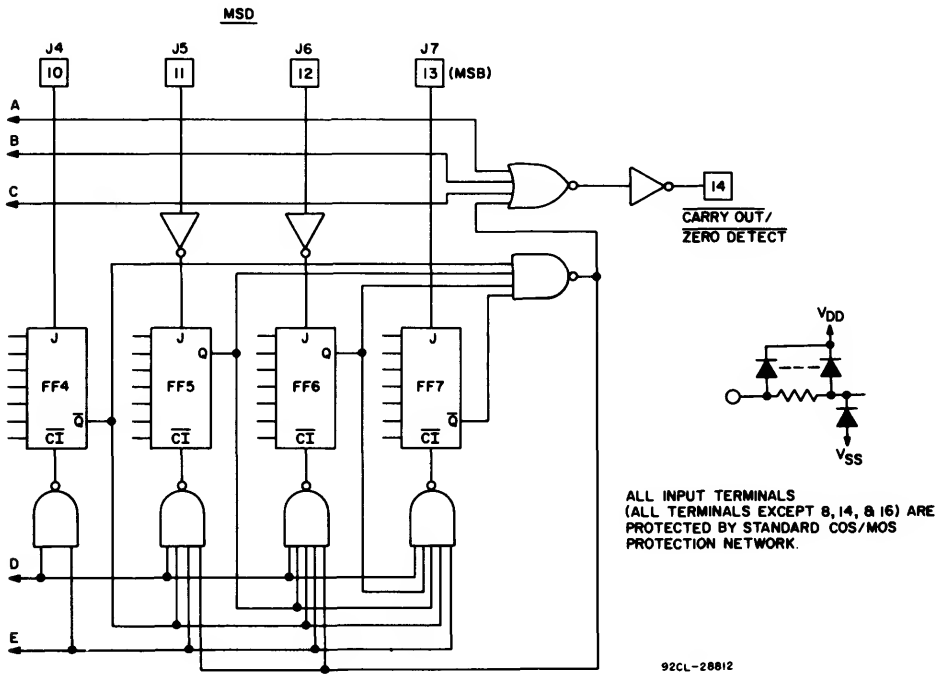 MSD
J4 J5 J6 J7
10 11 12 13 (MSB)
A
B
C
14
CARRY OUT/
ZERO DETECT
J J J J
Q Q
FF4 FF5 FF6 FF7
Q Q
CI CI CI CI
VDD
VSS
ALL INPUT TERMINALS
(ALL TERMINALS EXCEPT 8, 14, & 16) ARE
PROTECTED BY STANDARD COS/MOS
PROTECTION NETWORK.
D
E
92CL-28812